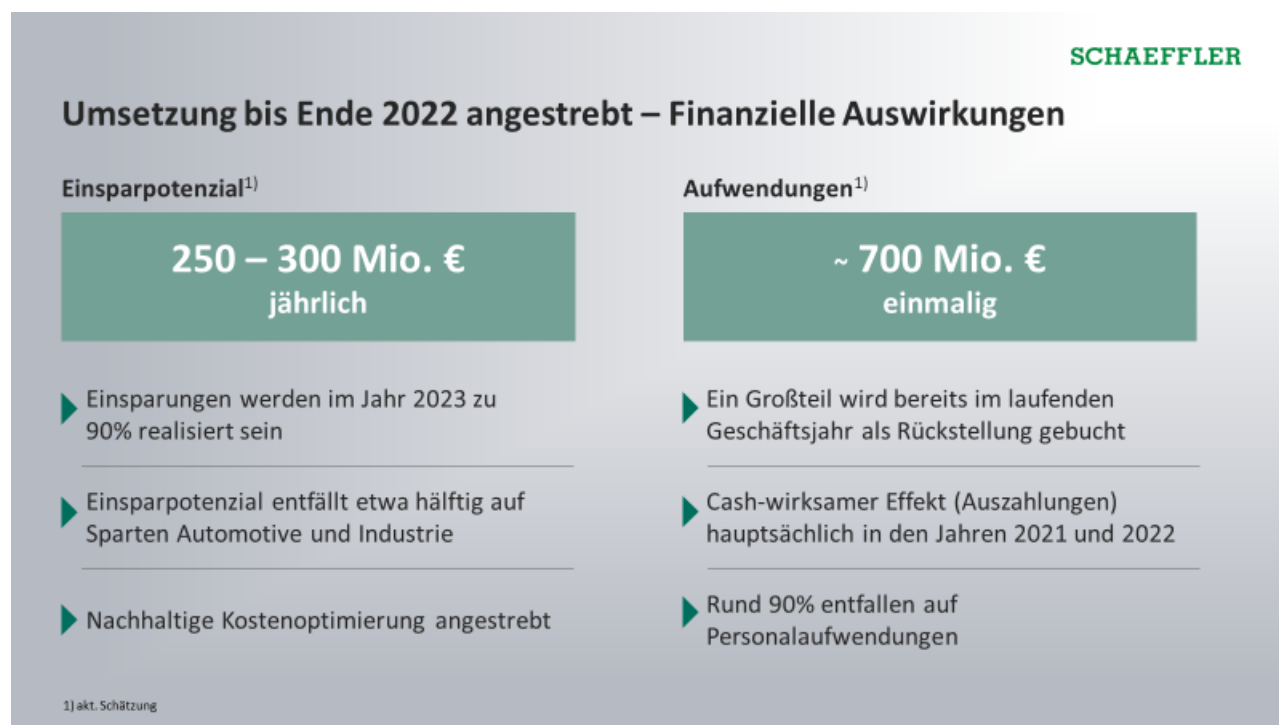 SCHAEFFLER
Umsetzung bis Ende 2022 angestrebt – Finanzielle Auswirkungen
Einsparpotenzial1)
250 – 300 Mio. €
jährlich
Einsparungen werden im Jahr 2023 zu
90% realisiert sein
Einsparpotenzial entfällt etwa hälftig auf
Sparten Automotive und Industrie
Nachhaltige Kostenoptimierung angestrebt
Aufwendungen1)
~ 700 Mio. €
einmalig
Ein Großteil wird bereits im laufenden
Geschäftsjahr als Rückstellung gebucht
Cash-wirksamer Effekt (Auszahlungen)
hauptsächlich in den Jahren 2021 und 2022
Rund 90% entfallen auf
Personalaufwendungen
1) akt. Schätzung